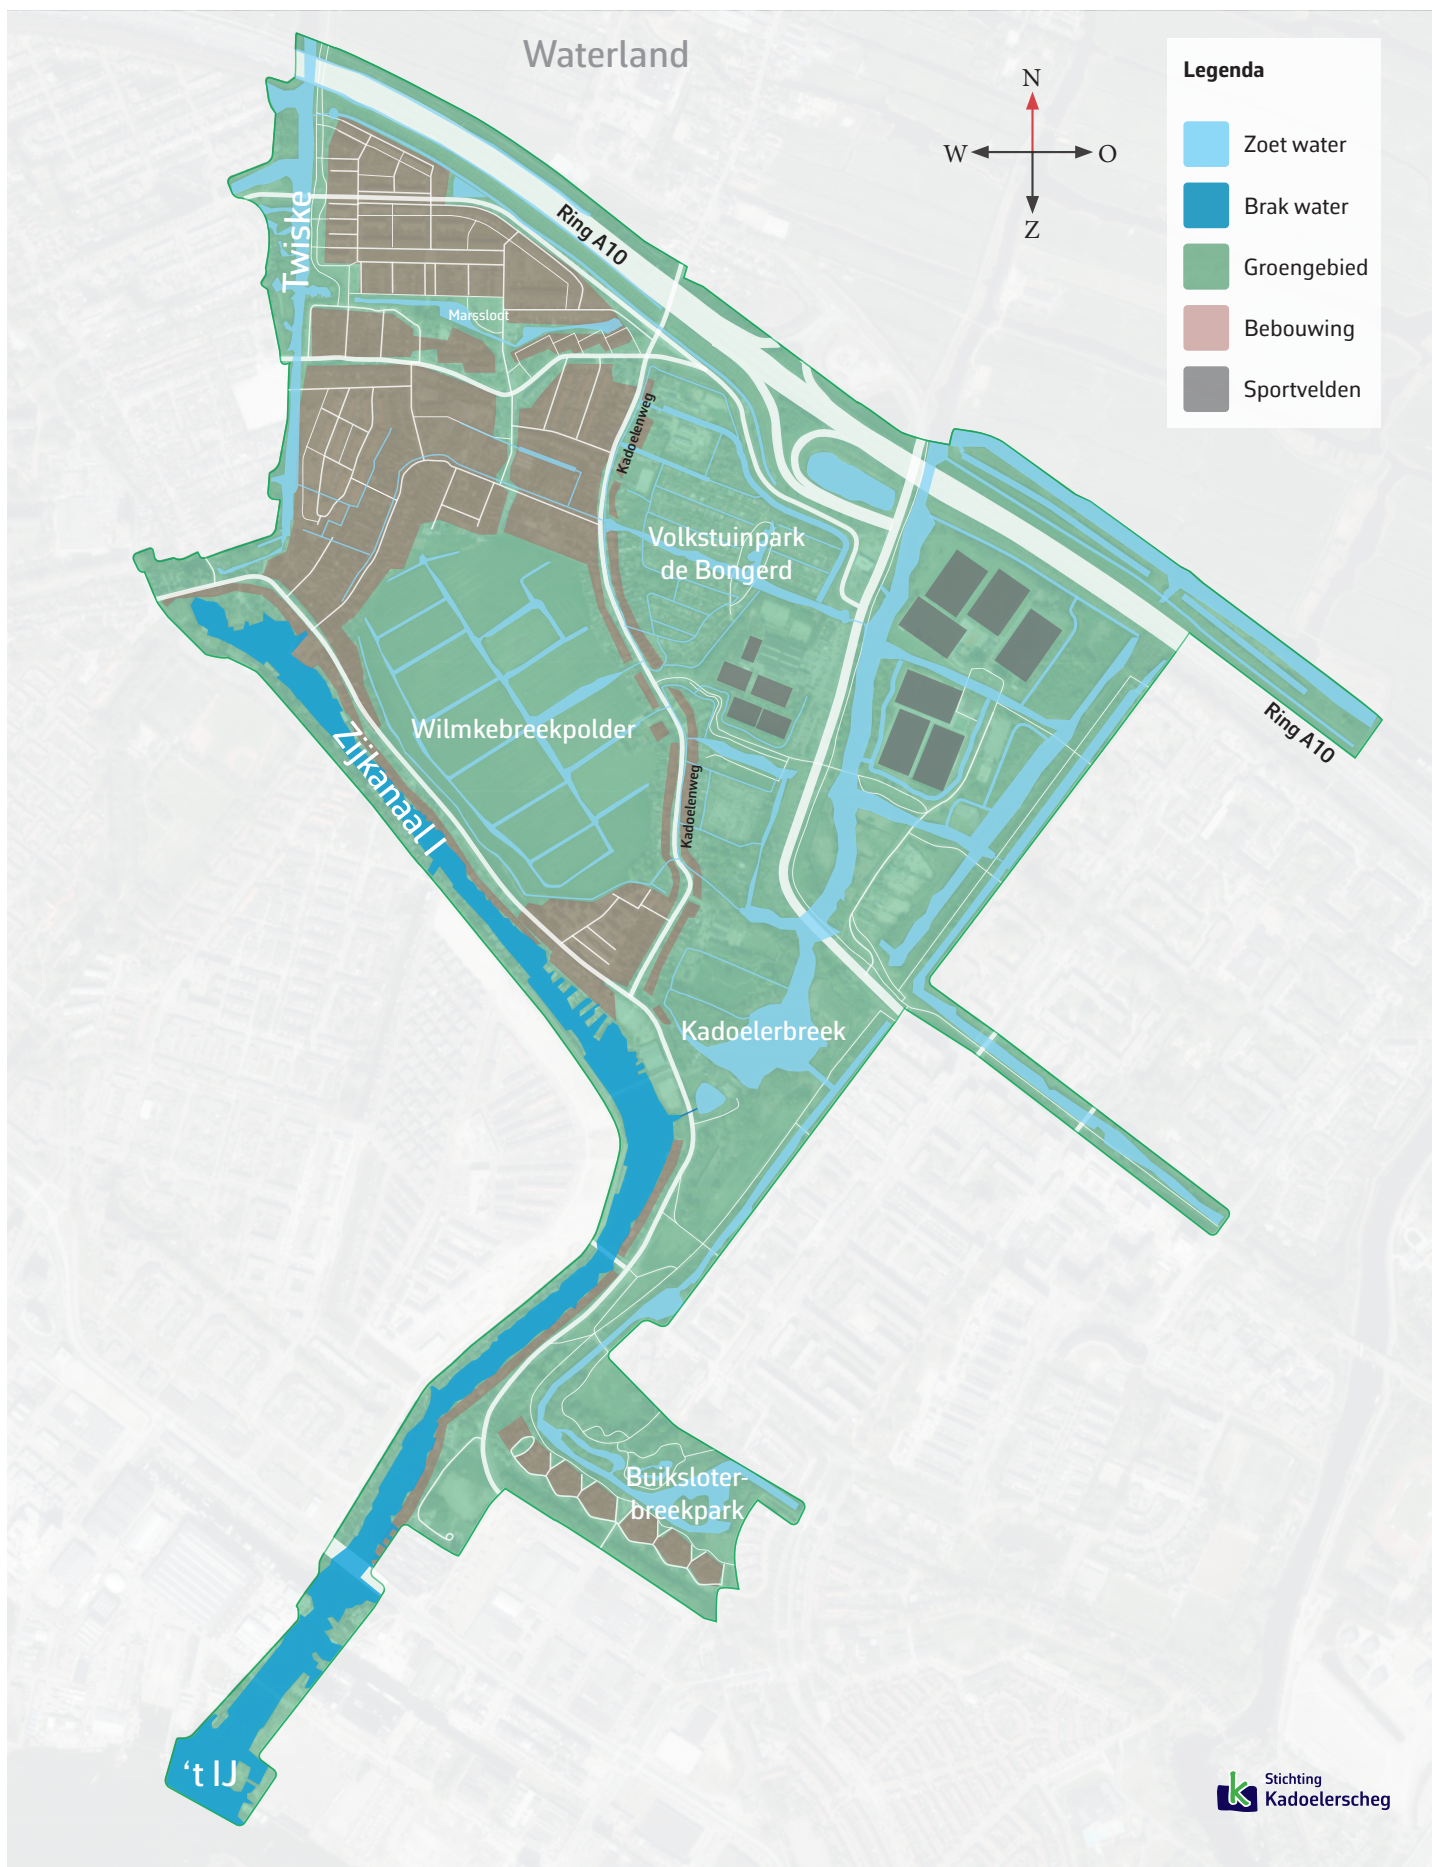 Waterland
Legenda
Zoet water
Brak water
Groengebied
Bebouwing
Sportvelden
N
W
O
Z
Ring A10
Twiske
Marssloot
Kadoelenweg
Volkstuinpark
de Bongerd
Wilmkebreekpolder
Ring A10
Zijkanaal I
Kadoelenweg
Kadoelerbreek
Buiksloter-
breekpark
‘t IJ
Stichting
Kadoelerscheg